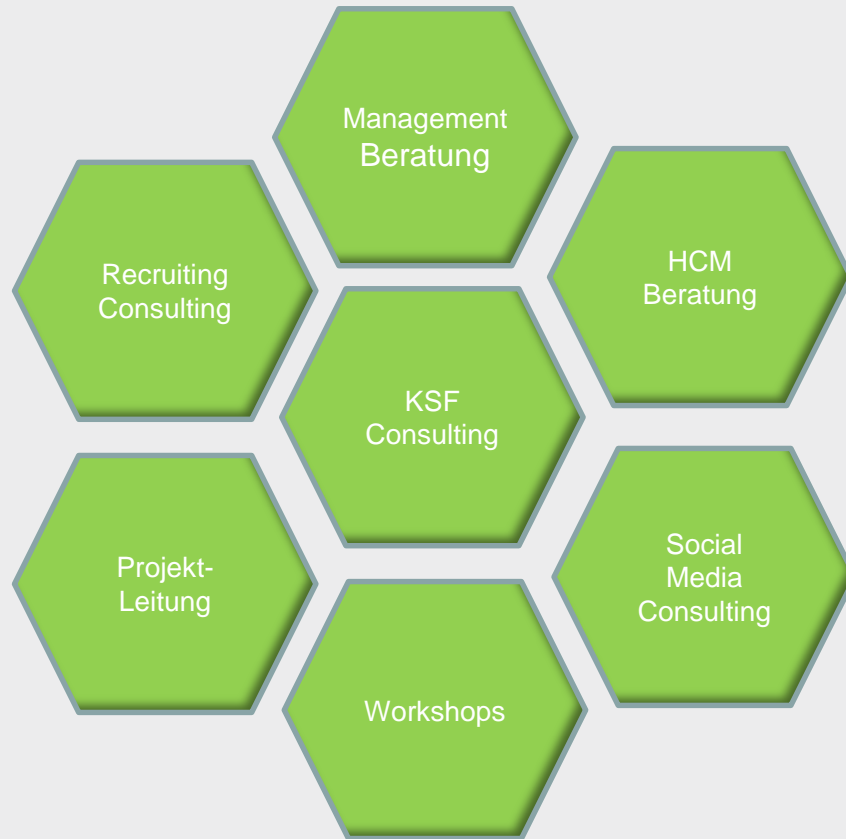 Management
Beratung
Recruiting
Consulting
HCM
Beratung
KSF
Consulting
Projekt-
Leitung
Social
Media
Consulting
Workshops